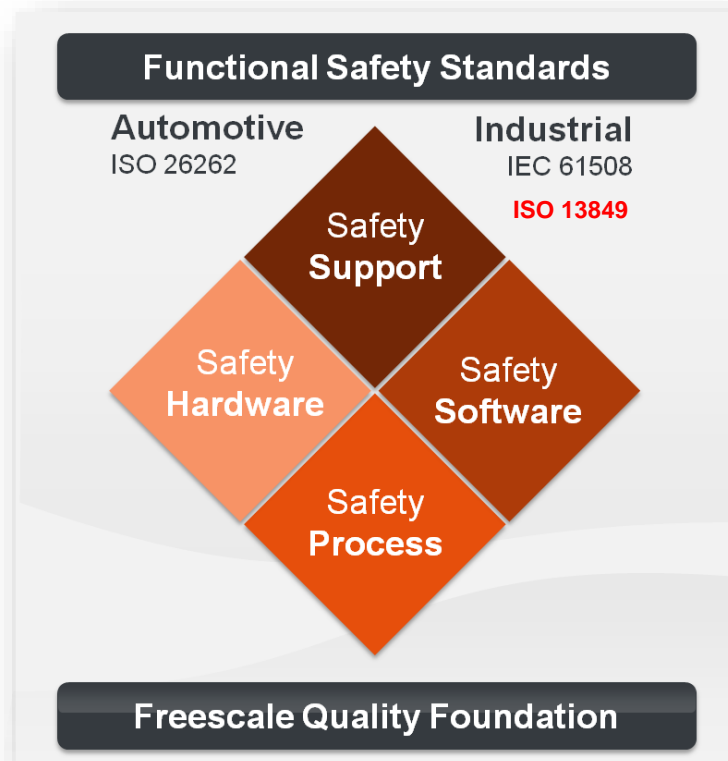 Functional Safety Standards
Automotive
ISO 26262
Industrial
IEC 61508
ISO 13849
Safety
Support
Safety
Hardware
Safety
Software
Safety
Process
Freescale Quality Foundation